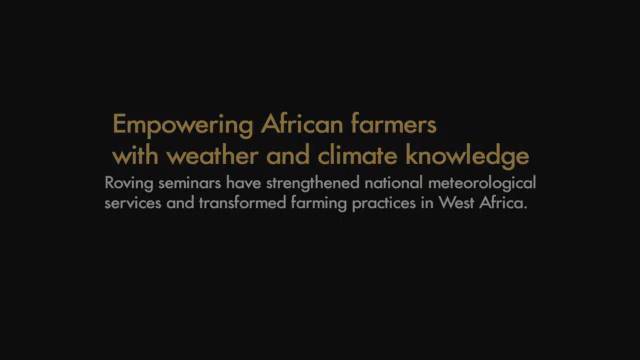 Empowering African farmers
with weather and climate knowledge
Roving seminars have strengthened national meteorological
services and transformed farming practices in West Africa.